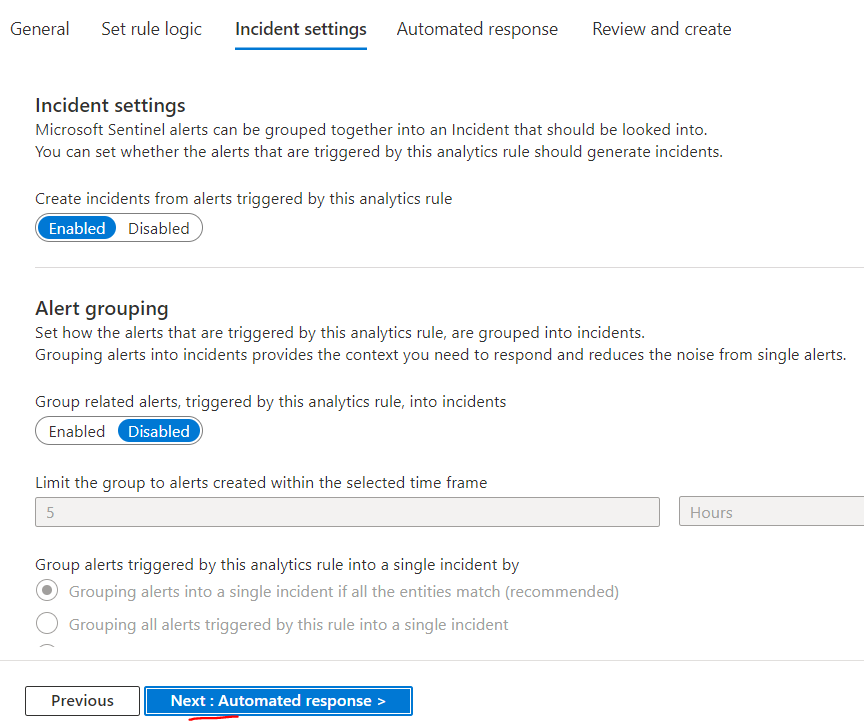 General Set rule logic Incident settings Automated response Review and create
Incident settings
Microsoft Sentinel alerts can be grouped together into an Incident that should be looked into.
You can set whether the alerts that are triggered by this analytics rule should generate incidents.
Create incidents from alerts triggered by this analytics rule
Enabled Disabled
Alert grouping
Set how the alerts that are triggered by this analytics rule, are grouped into incidents.
Grouping alerts into incidents provides the context you need to respond and reduces the noise from single alerts.
Group related alerts, triggered by this analytics rule, into incidents
Enabled Disabled
Limit the group to alerts created within the selected time frame
5 Hours
Group alerts triggered by this analytics rule into a single incident by
Grouping alerts into a single incident if all the entities match (recommended)
Grouping all alerts triggered by this rule into a single incident
Previous Next : Automated response >